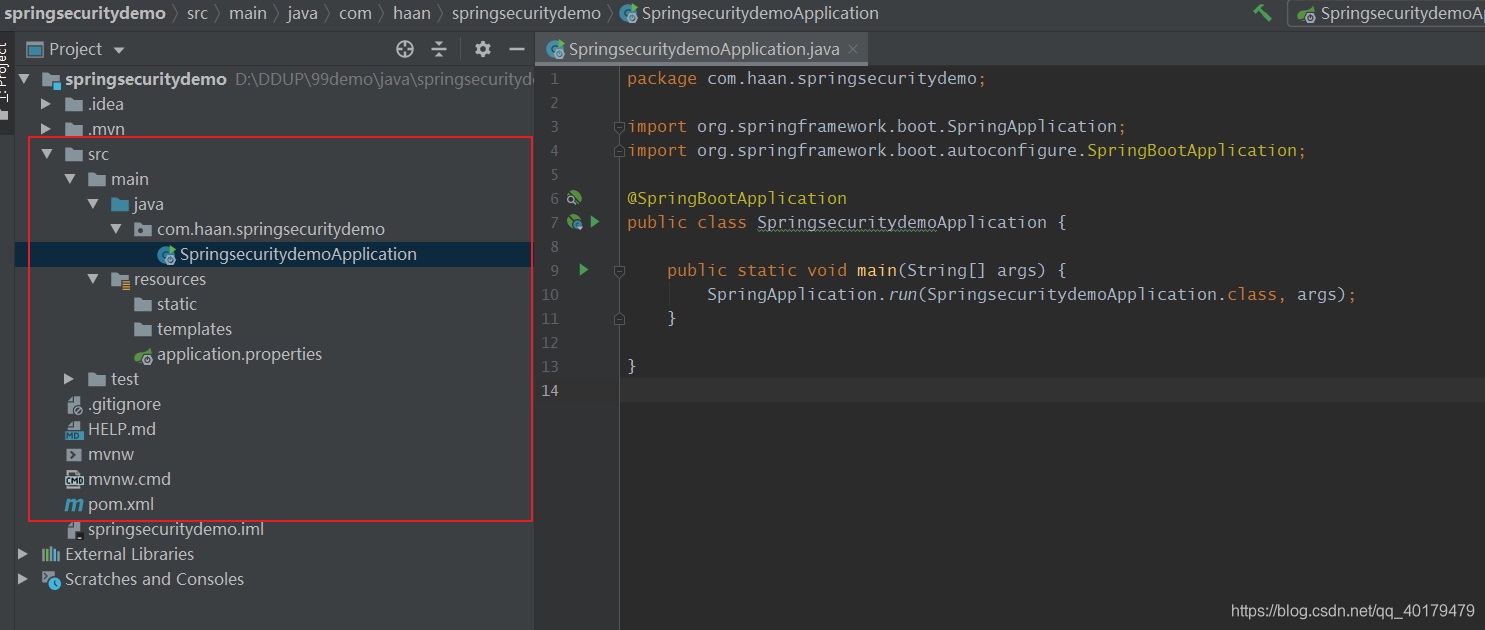 springsecuritydemo 〉 src 〉 main 〉 java 〉 com 〉 haan 〉 springsecuritydemo 〉 SpringsecuritydemoApplication
SpringsecuritydemoA
1: Project
Project
springsecuritydemo D:\DDUP\99demo\java\springsecurityd
.idea
.mvn
src
main
java
com.haan.springsecuritydemo
SpringsecuritydemoApplication
resources
static
templates
application.properties
test
.gitignore
HELP.md
mvnw
mvnw.cmd
pom.xml
springsecuritydemo.iml
External Libraries
Scratches and Consoles
SpringsecuritydemoApplication.java
1 package com.haan.springsecuritydemo;
2
3 import org.springframework.boot.SpringApplication;
4 import org.springframework.boot.autoconfigure.SpringBootApplication;
5
6 @SpringBootApplication
7 public class SpringsecuritydemoApplication {
8
9 public static void main(String[] args) {
10 SpringApplication.run(SpringsecuritydemoApplication.class, args);
11 }
12
13 }
14
https://blog.csdn.net/qq_40179479